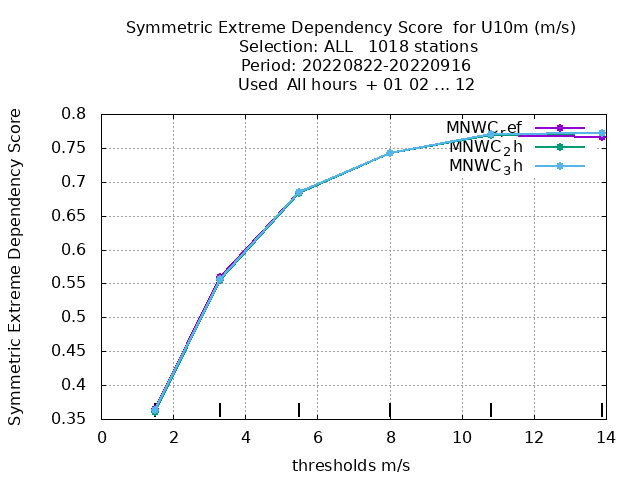 Symmetric Extreme Dependency Score for U10m (m/s)
Selection: ALL 1018 stations
Period: 20220822-20220916
Used All hours + 01 02 ... 12
Symmetric Extreme Dependency Score
0.8
0.75
0.7
0.65
0.6
0.55
0.5
0.45
0.4
0.35
MNWC_ref
MNWC_2h
MNWC_3h
0 2 4 6 8 10 12 14
thresholds m/s